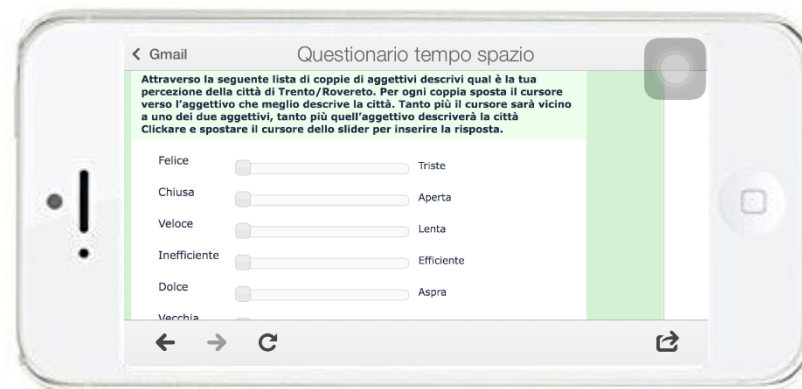 Gmail
Questionario tempo spazio
Attraverso la seguente lista di coppie di aggettivi descrivi qual è la tua
percezione della città di Trento/Rovereto. Per ogni coppia sposta il cursore
verso l'aggettivo che meglio descrive la città. Tanto più il cursore sarà vicino
a uno dei due aggettivi, tanto più quell'aggettivo descriverà la città
Clickare e spostare il cursore dello slider per inserire la risposta.
Felice Triste
Chiusa Aperta
Veloce Lenta
Inefficiente Efficiente
Dolce Aspra
Vecchia